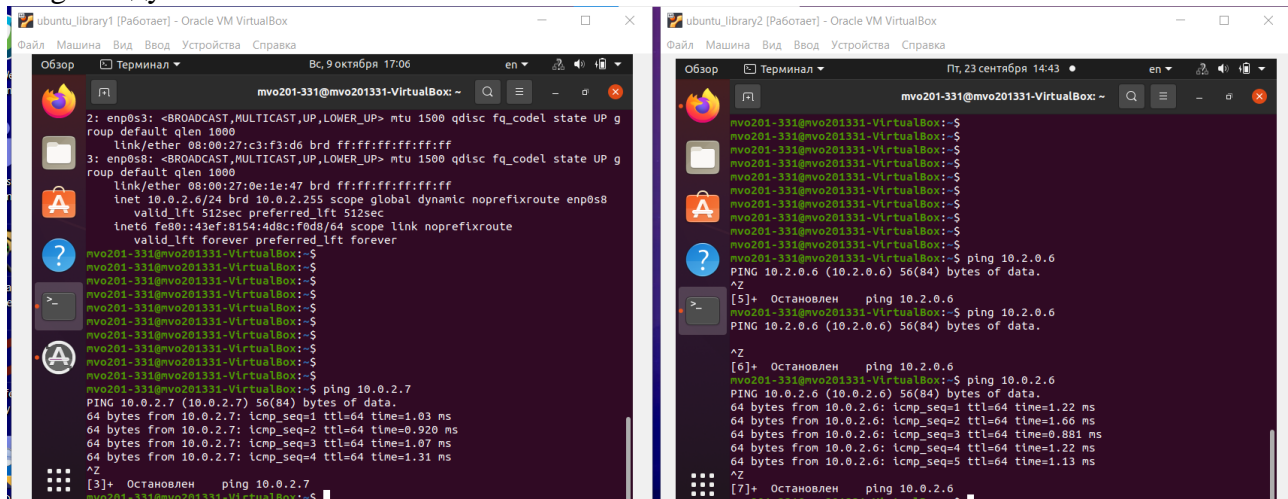 ubuntu_library1 [Работает] - Oracle VM VirtualBox
Файл Машина Вид Ввод Устройства Справка
Обзор Терминал Вс, 9 октября 17:06 en
mvo201-331@mvo201331-VirtualBox: ~
2: enp0s3: <BROADCAST,MULTICAST,UP,LOWER_UP> mtu 1500 qdisc fq_codel state UP g
roup default qlen 1000
link/ether 08:00:27:c3:f3:d6 brd ff:ff:ff:ff:ff:ff
3: enp0s8: <BROADCAST,MULTICAST,UP,LOWER_UP> mtu 1500 qdisc fq_codel state UP g
roup default qlen 1000
link/ether 08:00:27:0e:1e:47 brd ff:ff:ff:ff:ff:ff
inet 10.0.2.6/24 brd 10.0.2.255 scope global dynamic noprefixroute enp0s8
valid_lft 512sec preferred_lft 512sec
inet6 fe80::43ef:8154:4d8c:f0d8/64 scope link noprefixroute
valid_lft forever preferred_lft forever
mvo201-331@mvo201331-VirtualBox:~$
mvo201-331@mvo201331-VirtualBox:~$
mvo201-331@mvo201331-VirtualBox:~$
mvo201-331@mvo201331-VirtualBox:~$
mvo201-331@mvo201331-VirtualBox:~$
mvo201-331@mvo201331-VirtualBox:~$
mvo201-331@mvo201331-VirtualBox:~$
mvo201-331@mvo201331-VirtualBox:~$
mvo201-331@mvo201331-VirtualBox:~$
mvo201-331@mvo201331-VirtualBox:~$
mvo201-331@mvo201331-VirtualBox:~$ ping 10.0.2.7
PING 10.0.2.7 (10.0.2.7) 56(84) bytes of data.
64 bytes from 10.0.2.7: icmp_seq=1 ttl=64 time=1.03 ms
64 bytes from 10.0.2.7: icmp_seq=2 ttl=64 time=0.920 ms
64 bytes from 10.0.2.7: icmp_seq=3 ttl=64 time=1.07 ms
64 bytes from 10.0.2.7: icmp_seq=4 ttl=64 time=1.31 ms
^Z
[3]+ Остановлен ping 10.0.2.7
mvo201-331@mvo201331-VirtualBox:~$
ubuntu_library2 [Работает] - Oracle VM VirtualBox
Файл Машина Вид Ввод Устройства Справка
Обзор Терминал Пт, 23 сентября 14:43 en
mvo201-331@mvo201331-VirtualBox: ~
mvo201-331@mvo201331-VirtualBox:~$
mvo201-331@mvo201331-VirtualBox:~$
mvo201-331@mvo201331-VirtualBox:~$
mvo201-331@mvo201331-VirtualBox:~$
mvo201-331@mvo201331-VirtualBox:~$
mvo201-331@mvo201331-VirtualBox:~$
mvo201-331@mvo201331-VirtualBox:~$
mvo201-331@mvo201331-VirtualBox:~$
mvo201-331@mvo201331-VirtualBox:~$
mvo201-331@mvo201331-VirtualBox:~$
mvo201-331@mvo201331-VirtualBox:~$ ping 10.2.0.6
PING 10.2.0.6 (10.2.0.6) 56(84) bytes of data.
^Z
[5]+ Остановлен ping 10.2.0.6
mvo201-331@mvo201331-VirtualBox:~$ ping 10.2.0.6
PING 10.2.0.6 (10.2.0.6) 56(84) bytes of data.
^Z
[6]+ Остановлен ping 10.2.0.6
mvo201-331@mvo201331-VirtualBox:~$ ping 10.0.2.6
PING 10.0.2.6 (10.0.2.6) 56(84) bytes of data.
64 bytes from 10.0.2.6: icmp_seq=1 ttl=64 time=1.22 ms
64 bytes from 10.0.2.6: icmp_seq=2 ttl=64 time=1.66 ms
64 bytes from 10.0.2.6: icmp_seq=3 ttl=64 time=0.881 ms
64 bytes from 10.0.2.6: icmp_seq=4 ttl=64 time=1.22 ms
64 bytes from 10.0.2.6: icmp_seq=5 ttl=64 time=1.13 ms
^Z
[7]+ Остановлен ping 10.0.2.6